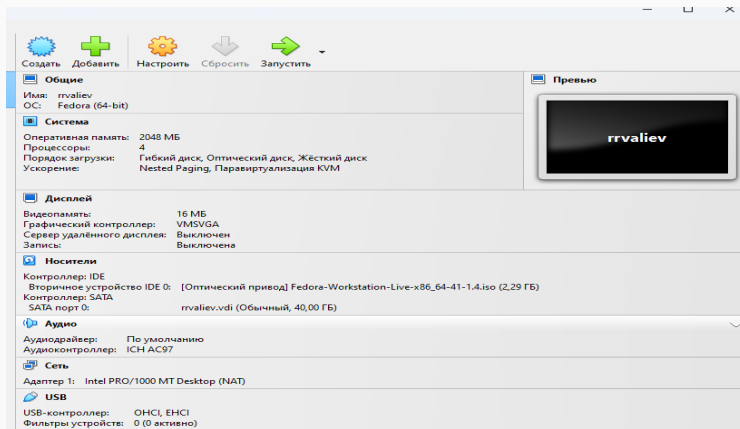 Создать Добавить Настроить Сбросить Запустить
Общие
Имя: rrvaliev
ОС: Fedora (64-bit)
Превью
rrvaliev
Система
Оперативная память: 2048 МБ
Процессоры: 4
Порядок загрузки: Гибкий диск, Оптический диск, Жёсткий диск
Ускорение: Nested Paging, Паравиртуализация KVM
Дисплей
Видеопамять: 16 МБ
Графический контроллер: VMSVGA
Сервер удалённого дисплея: Выключен
Запись: Выключена
Носители
Контроллер: IDE
Вторичное устройство IDE 0: [Оптический привод] Fedora-Workstation-Live-x86_64-41-1.4.iso (2,29 ГБ)
Контроллер: SATA
SATA порт 0: rrvaliev.vdi (Обычный, 40,00 ГБ)
Аудио
Аудиодрайвер: По умолчанию
Аудиоконтроллер: ICH AC97
Сеть
Адаптер 1: Intel PRO/1000 MT Desktop (NAT)
USB
USB-контроллер: OHCI, EHCI
Фильтры устройств: 0 (0 активно)